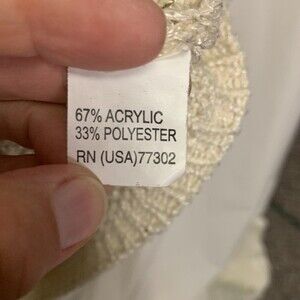 67% ACRYLIC
33% POLYESTER
RN (USA)77302